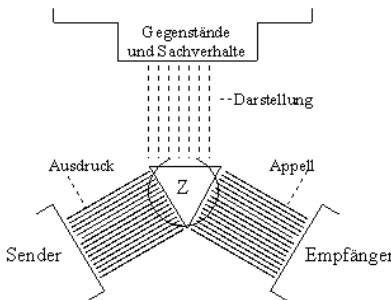 Gegenstände
und Sachverhalte
Darstellung
Ausdruck
Appell
Z
Sender
Empfänger